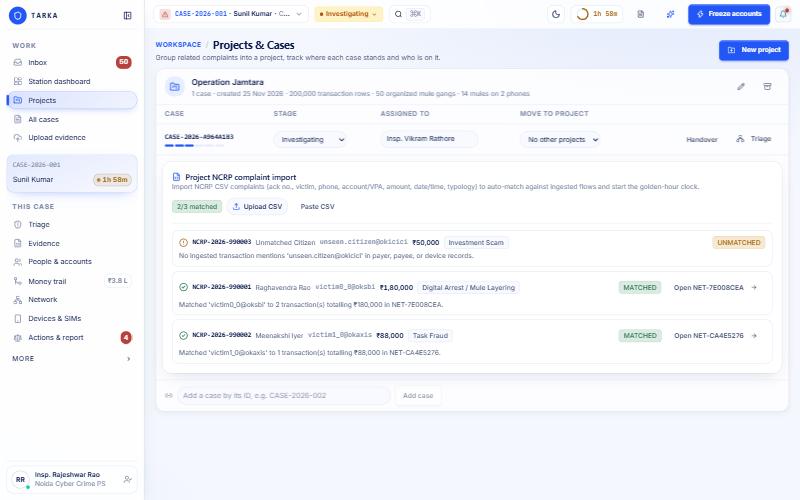 TARKA
CASE-2026-001 · Sunil Kumar · C...
Investigating
⌘K
1h 58m
Freeze accounts
WORK
Inbox
50
Station dashboard
Projects
All cases
Upload evidence
CASE-2026-001
Sunil Kumar
1h 58m
THIS CASE
Triage
Evidence
People & accounts
Money trail
₹3.8 L
Network
Devices & SIMs
Actions & report
4
MORE
RR
Insp. Rajeshwar Rao
Noida Cyber Crime PS
WORKSPACE / Projects & Cases
Group related complaints into a project, track where each case stands and who is on it.
New project
Operation Jamtara
1 case · created 25 Nov 2026 · 200,000 transaction rows · 50 organized mule gangs · 14 mules on 2 phones
CASE
STAGE
ASSIGNED TO
MOVE TO PROJECT
CASE-2026-A964A1B3
Investigating
Insp. Vikram Rathore
No other projects
Handover
Triage
Project NCRP complaint import
Import NCRP CSV complaints (ack no., victim, phone, account/VPA, amount, date/time, typology) to auto-match against ingested flows and start the golden-hour clock.
2/3 matched
Upload CSV
Paste CSV
NCRP-2026-990003 Unmatched Citizen unseen.citizen@okicici ₹50,000 Investment Scam
UNMATCHED
No ingested transaction mentions 'unseen.citizen@okicici' in payer, payee, or device records.
NCRP-2026-990001 Raghavendra Rao victim0_0@oksbi ₹1,80,000 Digital Arrest / Mule Layering
MATCHED
Open NET-7E008CEA →
Matched 'victim0_0@oksbi' to 2 transaction(s) totalling ₹180,000 in NET-7E008CEA.
NCRP-2026-990002 Meenakshi Iyer victim1_0@okaxis ₹88,000 Task Fraud
MATCHED
Open NET-CA4E5276 →
Matched 'victim1_0@okaxis' to 1 transaction(s) totalling ₹88,000 in NET-CA4E5276.
Add a case by its ID, e.g. CASE-2026-002
Add case